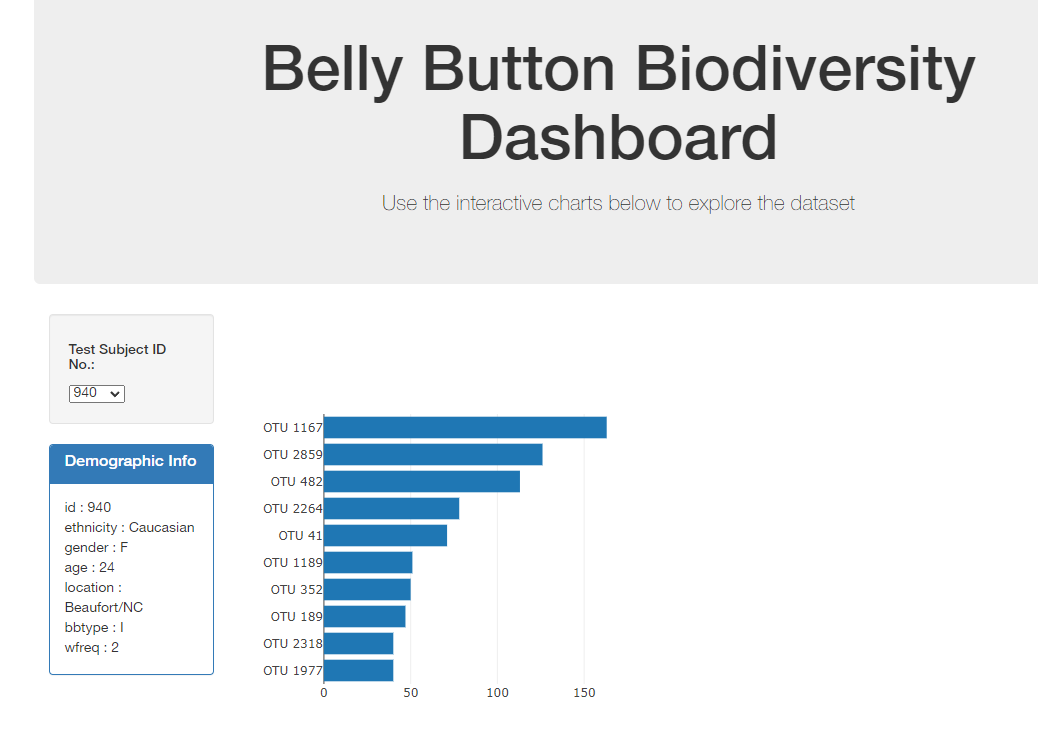 Belly Button Biodiversity
Dashboard
Use the interactive charts below to explore the dataset
Test Subject ID
No.:
940
Demographic Info
id : 940
ethnicity : Caucasian
gender : F
age : 24
location :
Beaufort/NC
bbtype : I
wfreq : 2
OTU 1167
OTU 2859
OTU 482
OTU 2264
OTU 41
OTU 1189
OTU 352
OTU 189
OTU 2318
OTU 1977
0 50 100 150